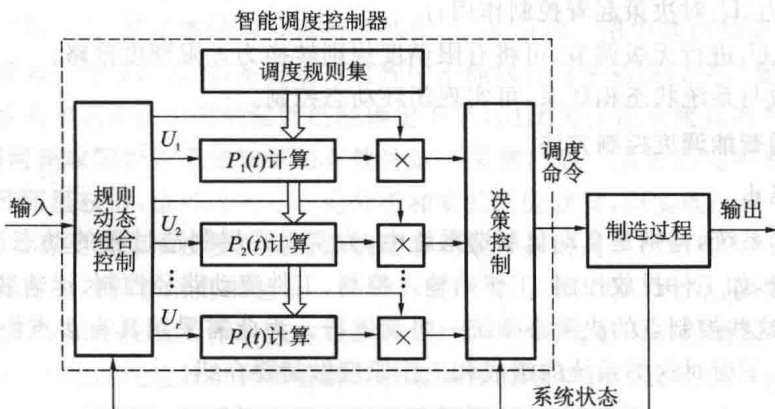 智能调度控制器
调度规则集
输入
规则动态组控制
U₁
P₁(t)计算
×
U₂
P₂(t)计算
×
Uᵣ
Pᵣ(t)计算
×
决策控制
调度命令
制造过程
输出
系统状态